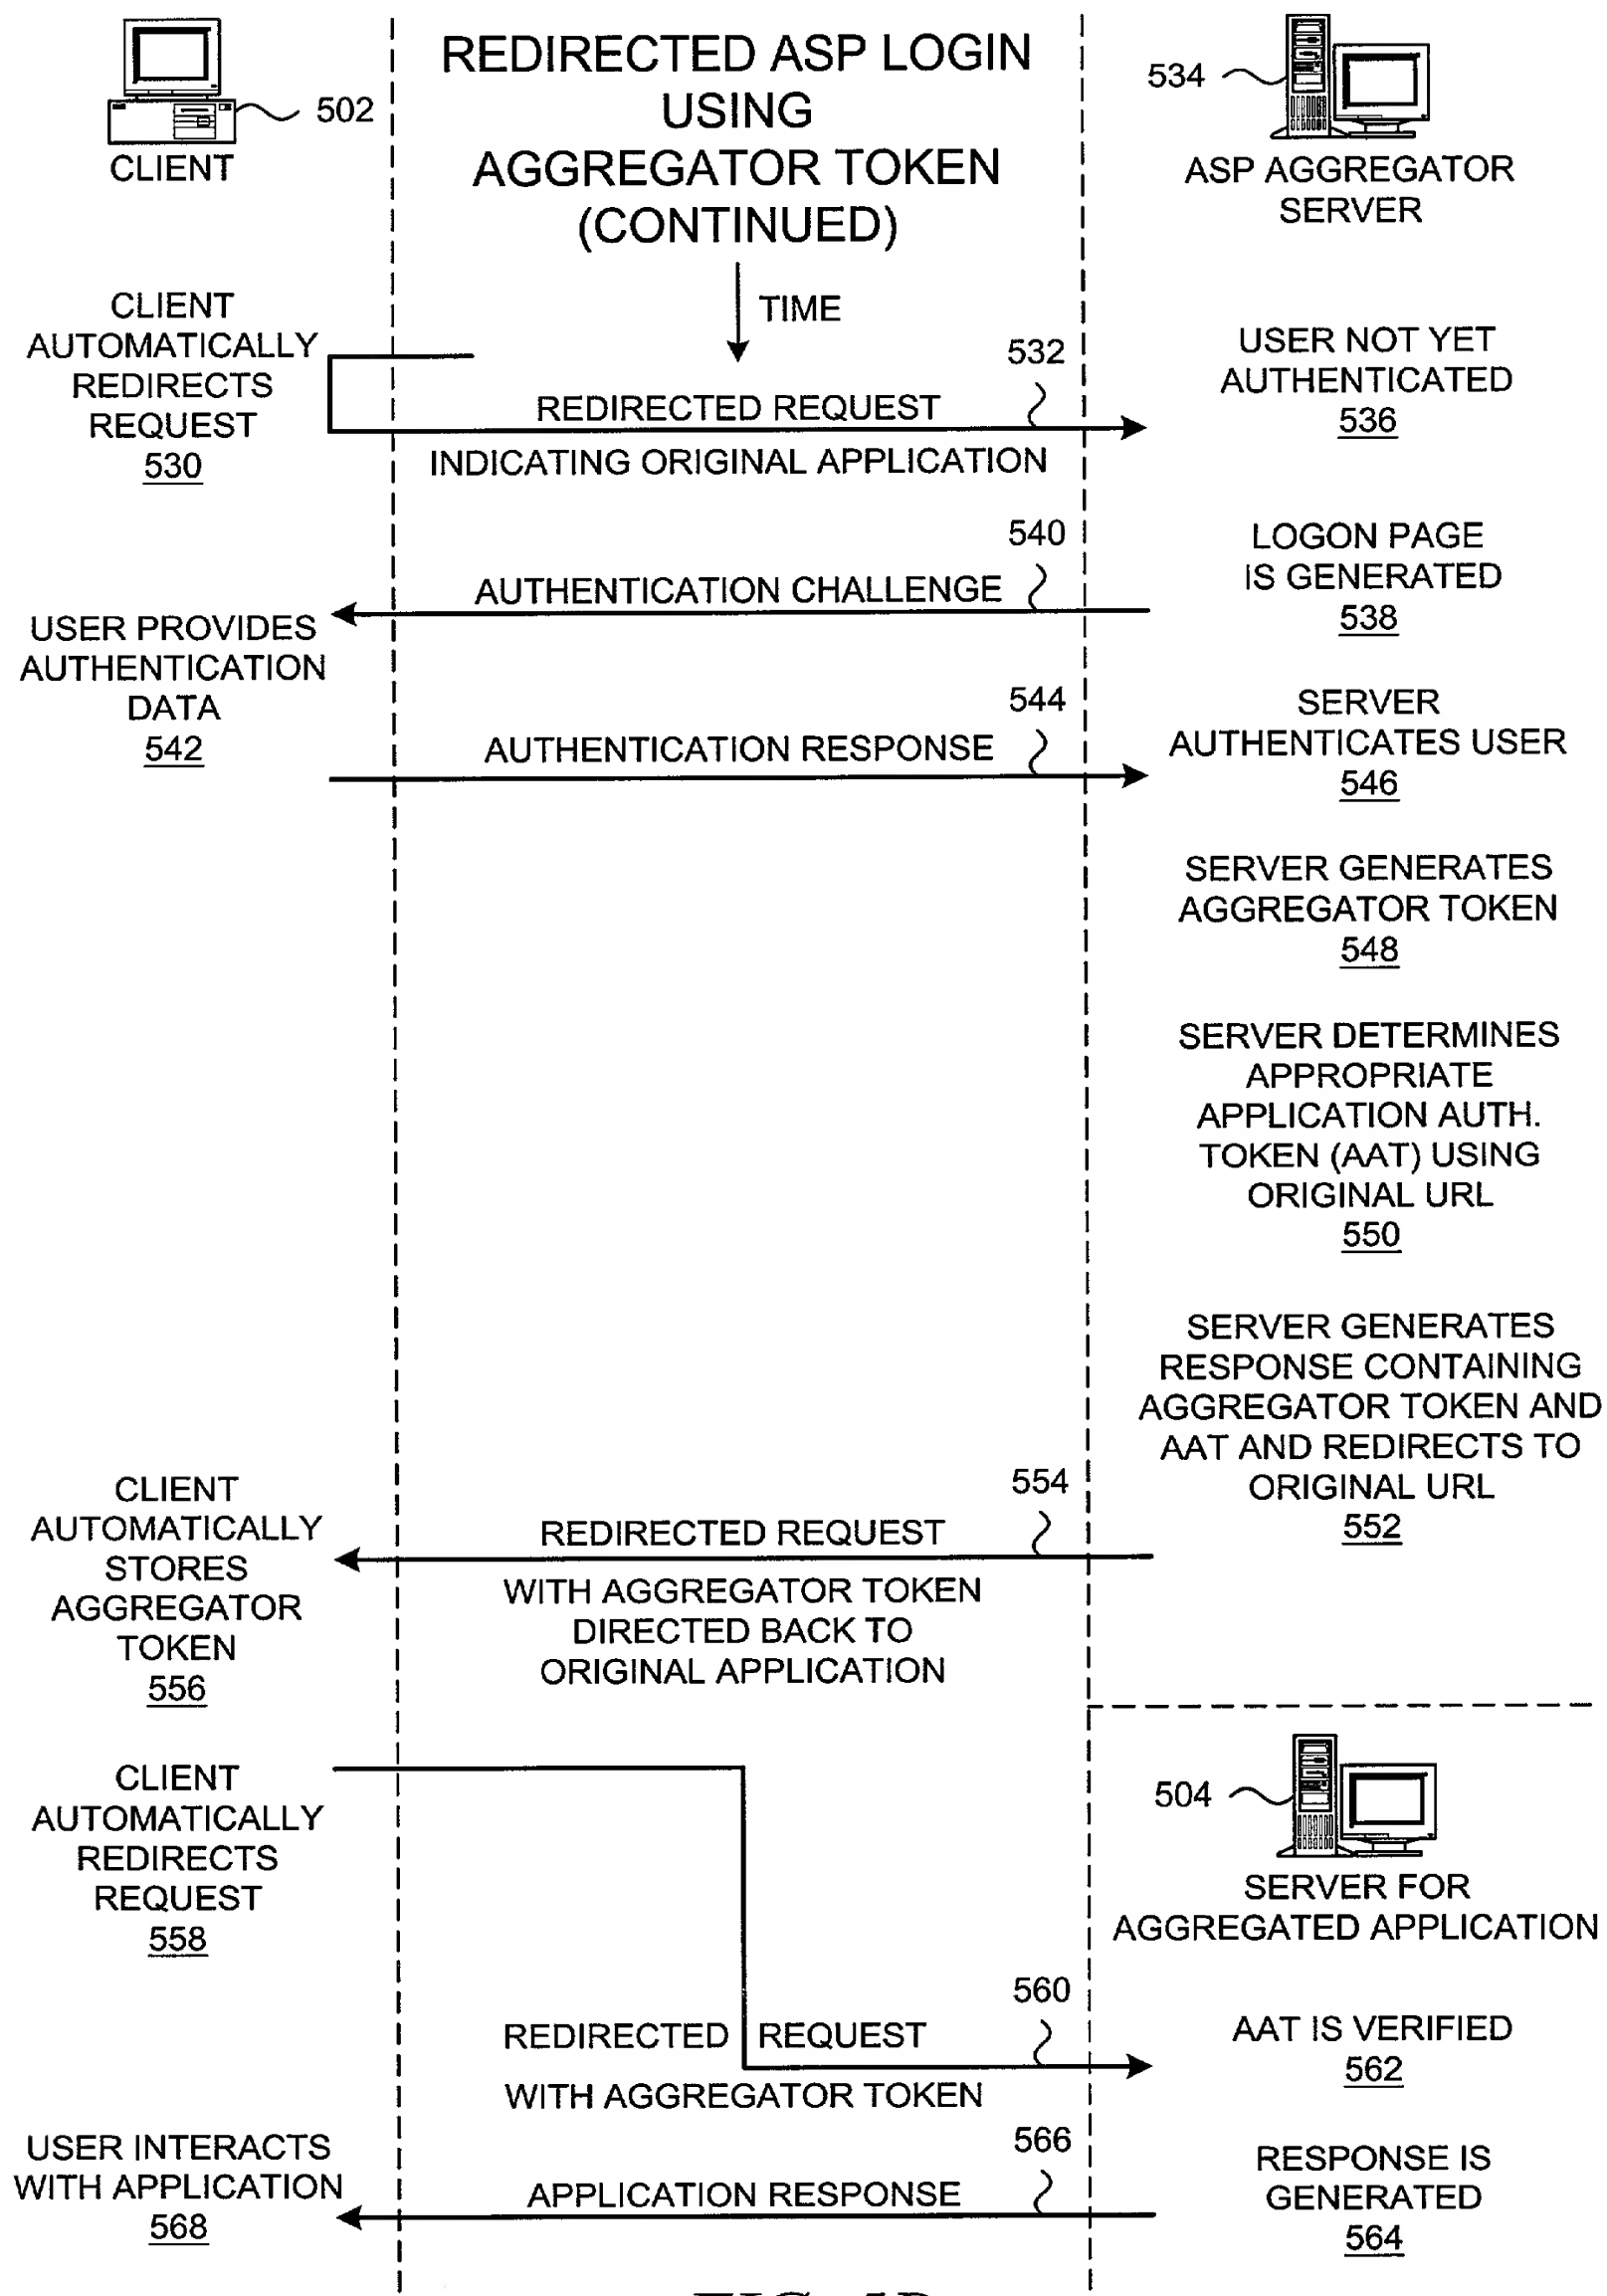 REDIRECTED ASP LOGIN
USING
AGGREGATOR TOKEN
(CONTINUED)
502
CLIENT
534
ASP AGGREGATOR
SERVER
TIME
CLIENT
AUTOMATICALLY
REDIRECTS
REQUEST
530
532
REDIRECTED REQUEST
INDICATING ORIGINAL APPLICATION
USER NOT YET
AUTHENTICATED
536
LOGON PAGE
IS GENERATED
538
540
AUTHENTICATION CHALLENGE
USER PROVIDES
AUTHENTICATION
DATA
542
544
AUTHENTICATION RESPONSE
SERVER
AUTHENTICATES USER
546
SERVER GENERATES
AGGREGATOR TOKEN
548
SERVER DETERMINES
APPROPRIATE
APPLICATION AUTH.
TOKEN (AAT) USING
ORIGINAL URL
550
SERVER GENERATES
RESPONSE CONTAINING
AGGREGATOR TOKEN AND
AAT AND REDIRECTS TO
ORIGINAL URL
552
554
REDIRECTED REQUEST
WITH AGGREGATOR TOKEN
DIRECTED BACK TO
ORIGINAL APPLICATION
CLIENT
AUTOMATICALLY
STORES
AGGREGATOR
TOKEN
556
504
SERVER FOR
AGGREGATED APPLICATION
CLIENT
AUTOMATICALLY
REDIRECTS
REQUEST
558
560
REDIRECTED REQUEST
WITH AGGREGATOR TOKEN
AAT IS VERIFIED
562
RESPONSE IS
GENERATED
564
566
APPLICATION RESPONSE
USER INTERACTS
WITH APPLICATION
568